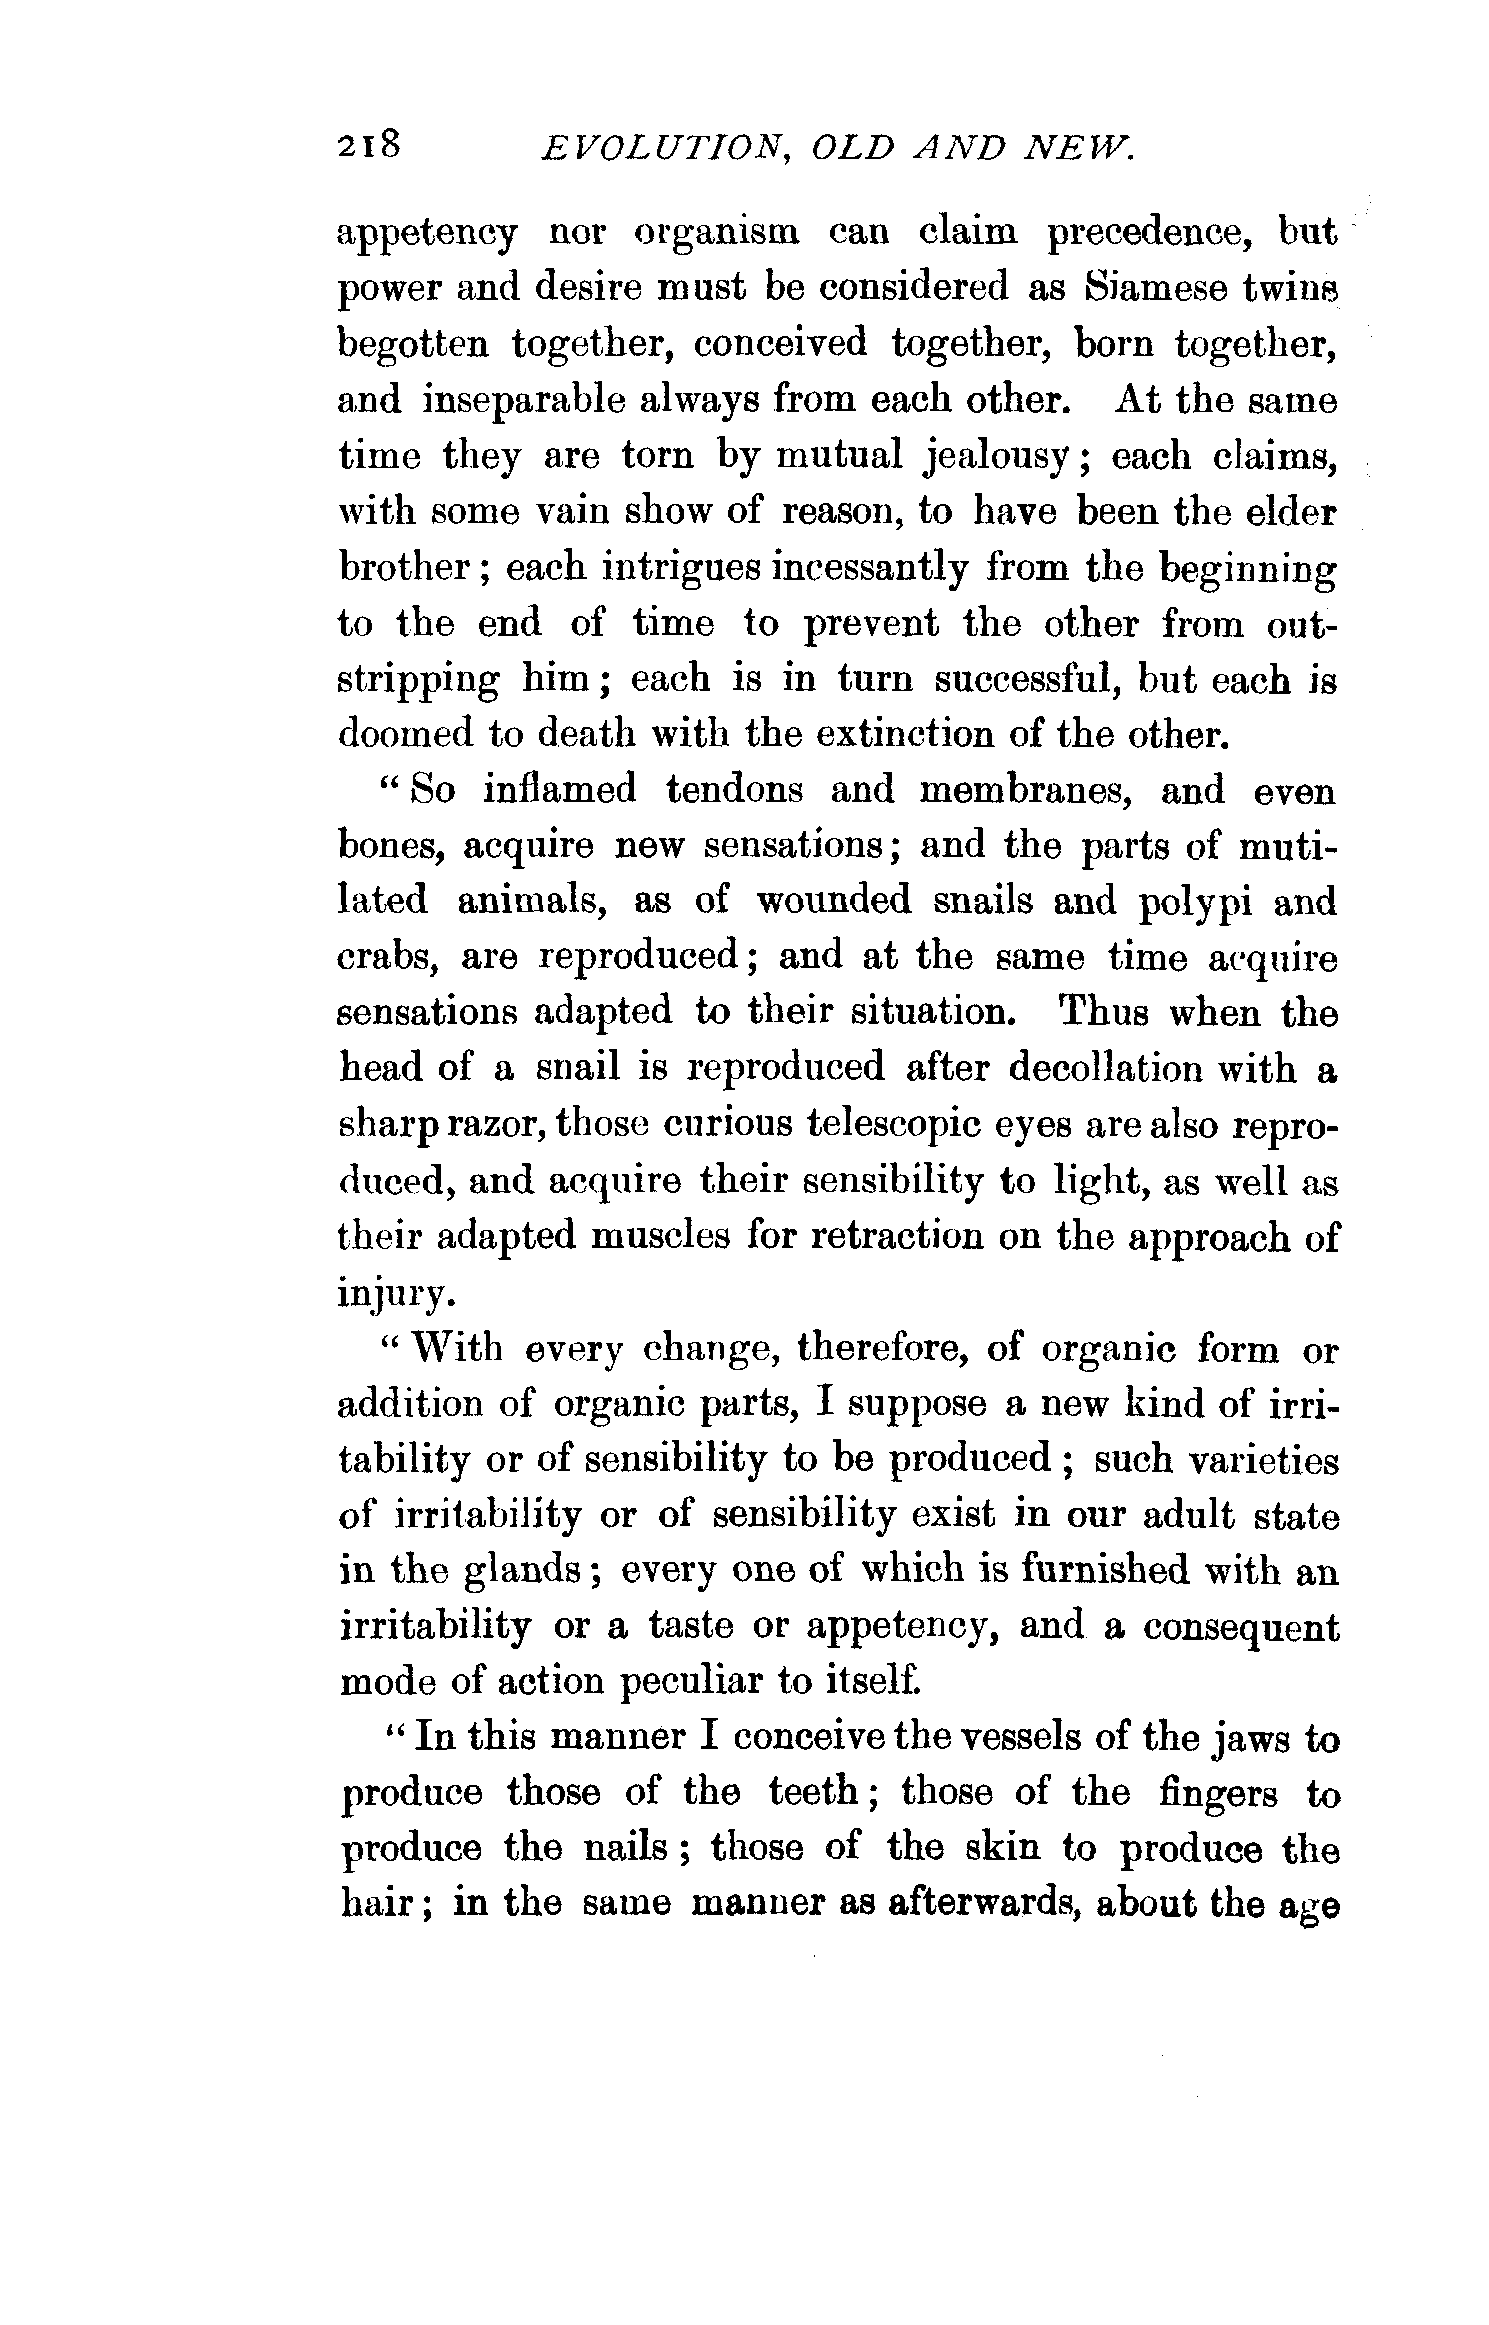 218 EVOLUTION, OLD AND NEW.
appetency nor organism can claim precedence, but
power and desire must be considered as Siamese twins
begotten together, conceived together, born together,
and inseparable always from each other. At the same
time they are torn by mutual jealousy; each claims,
with some vain show of reason, to have been the elder
brother; each intrigues incessantly from the beginning
to the end of time to prevent the other from out-
stripping him; each is in turn successful, but each is
doomed to death with the extinction of the other.
“So inflamed tendons and membranes, and even
bones, acquire new sensations; and the parts of muti-
lated animals, as of wounded snails and polypi and
crabs, are reproduced; and at the same time acquire
sensations adapted to their situation. Thus when the
head of a snail is reproduced after decollation with a
sharp razor, those curious telescopic eyes are also repro-
duced, and acquire their sensibility to light, as well as
their adapted muscles for retraction on the approach of
injury.
“With every change, therefore, of organic form or
addition of organic parts, I suppose a new kind of irri-
tability or of sensibility to be produced; such varieties
of irritability or of sensibility exist in our adult state
in the glands; every one of which is furnished with an
irritability or a taste or appetency, and a consequent
mode of action peculiar to itself.
“In this manner I conceive the vessels of the jaws to
produce those of the teeth; those of the fingers to
produce the nails; those of the skin to produce the
hair; in the same manner as afterwards, about the age